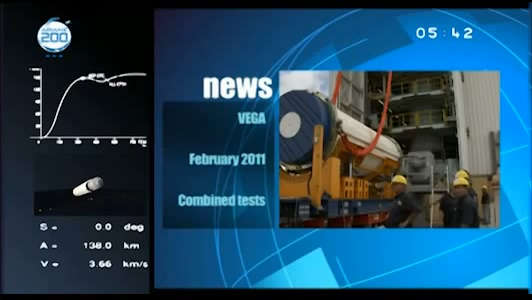 ARIANE
200
05:42
news
VEGA
February 2011
Combined tests
S = 0.0 deg
A = 138.0 km
V = 3.66 km/s